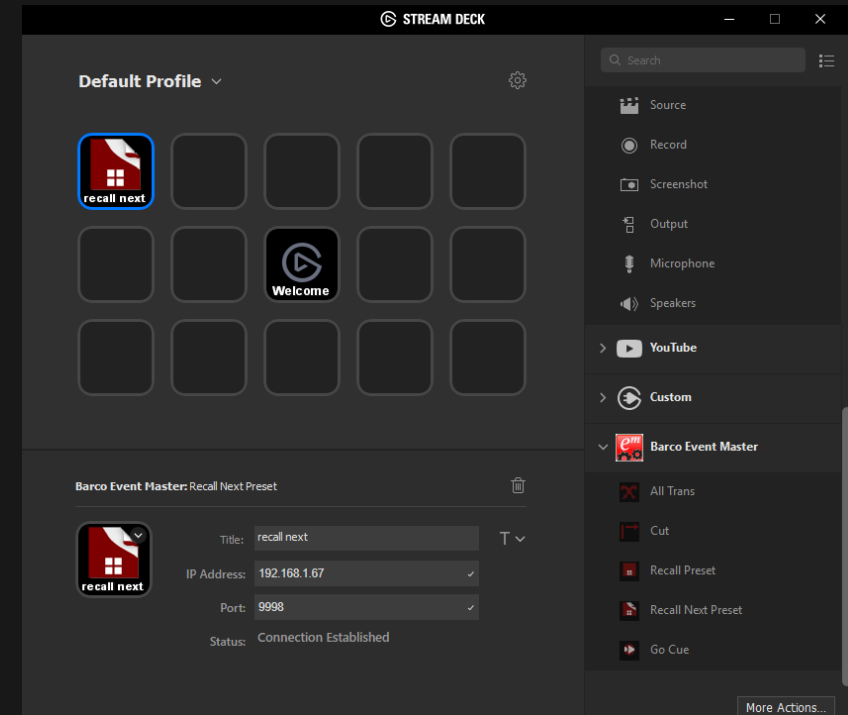 STREAM DECK
Default Profile
Search
recall next
Welcome
Source
Record
Screenshot
Output
Microphone
Speakers
YouTube
Custom
em
Barco Event Master
All Trans
Cut
Recall Preset
Recall Next Preset
Go Cue
More Actions...
Barco Event Master: Recall Next Preset
recall next
Title: recall next
T
IP Address: 192.168.1.67
Port: 9998
Status: Connection Established